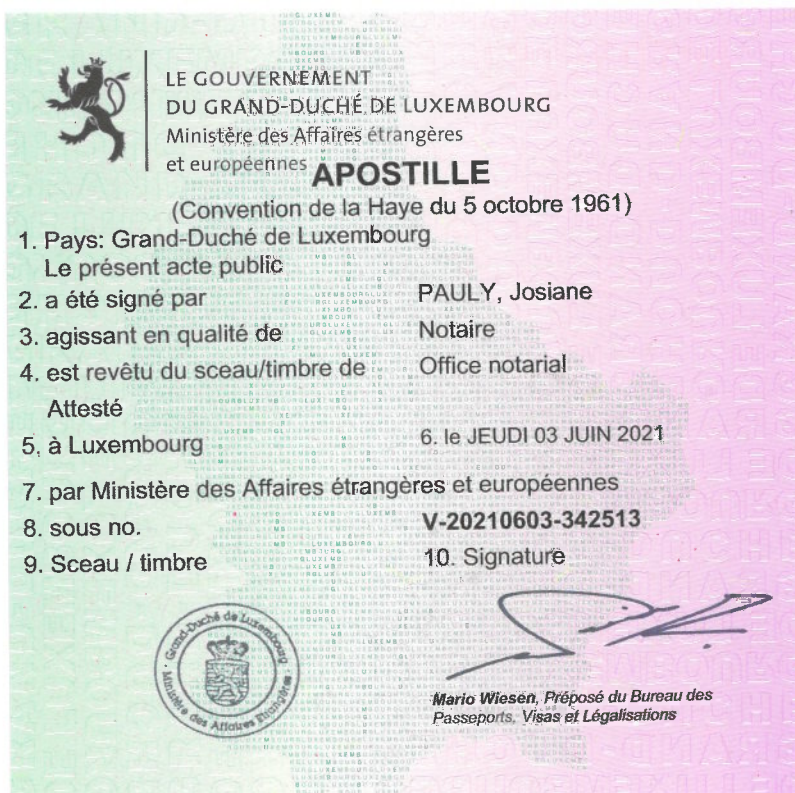 LE GOUVERNEMENT
DU GRAND-DUCHÉ DE LUXEMBOURG
Ministère des Affaires étrangères
et européennes
APOSTILLE
(Convention de la Haye du 5 octobre 1961)
1. Pays: Grand-Duché de Luxembourg
Le présent acte public
2. a été signé par PAULY, Josiane
3. agissant en qualité de Notaire
4. est revêtu du sceau/timbre de Office notarial
Attesté
5. à Luxembourg 6. le JEUDI 03 JUIN 2021
7. par Ministère des Affaires étrangères et européennes
8. sous no. V-20210603-342513
9. Sceau / timbre 10. Signature
Grand-Duché de Luxembourg
Ministère des Affaires Etrangères
Mario Wiesen, Préposé du Bureau des
Passeports, Visas et Légalisations